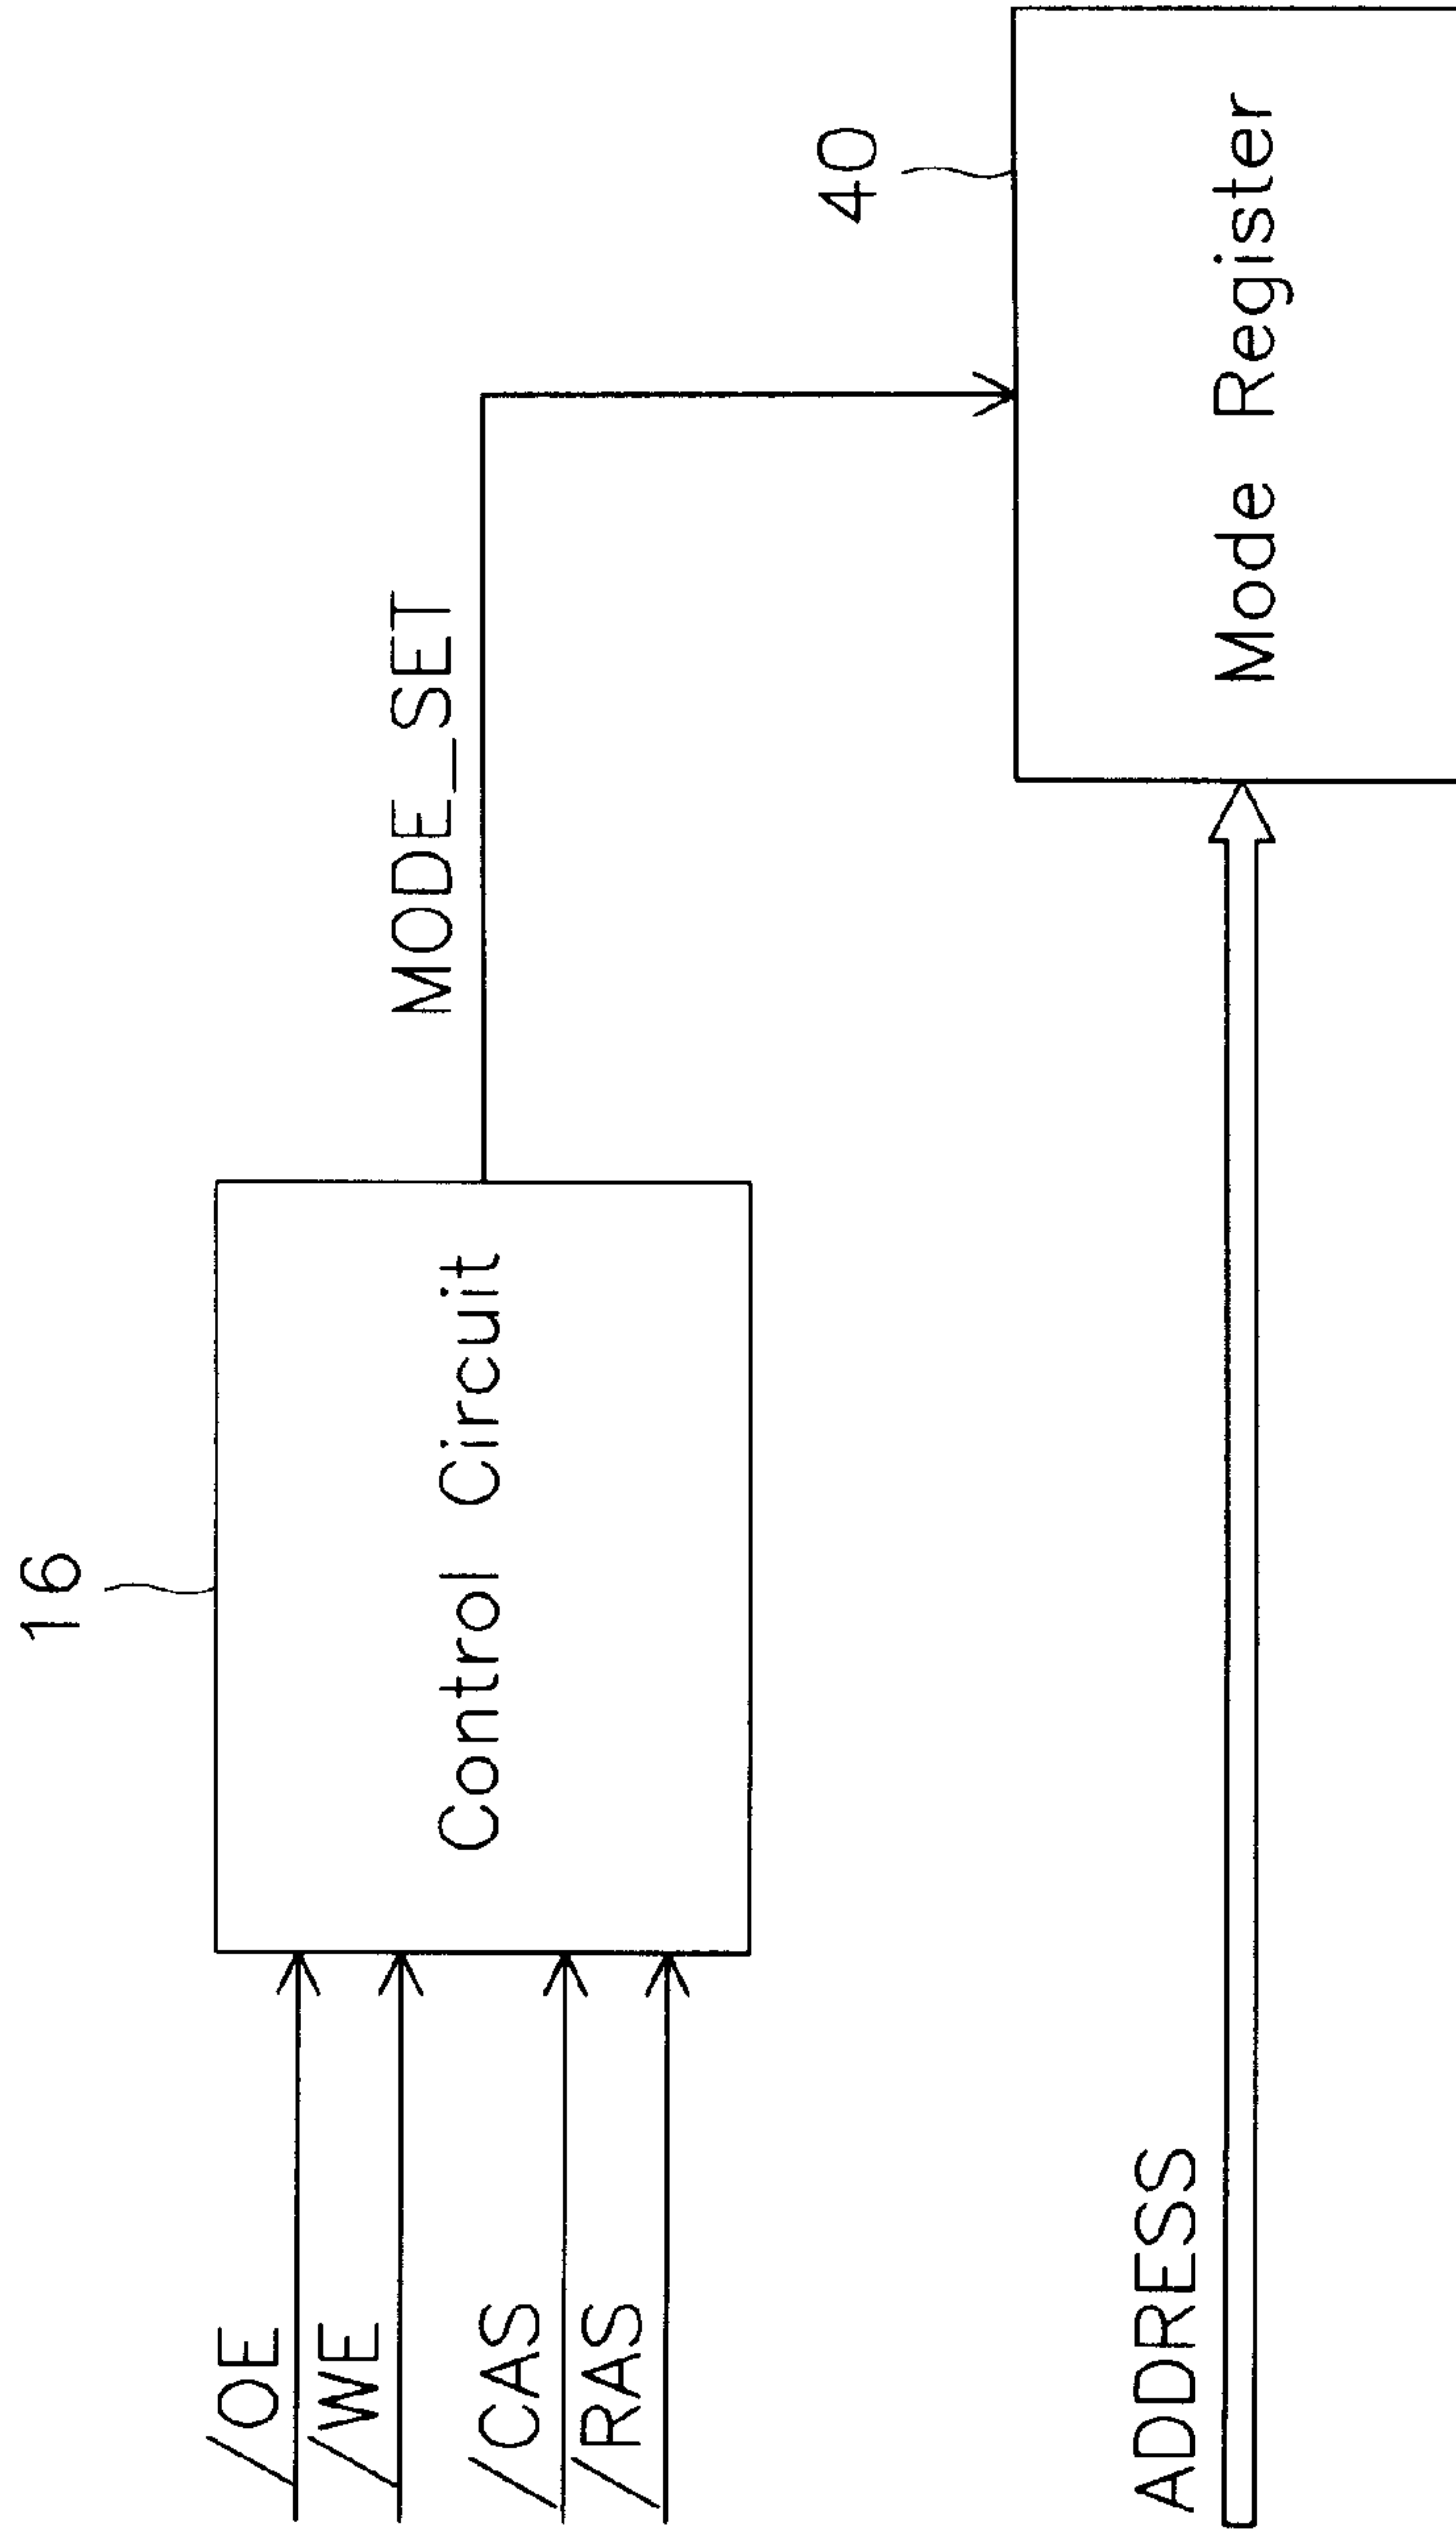 16
/OE
/WE
Control Circuit
MODE_SET
/CAS
/RAS
40
ADDRESS
Mode Register